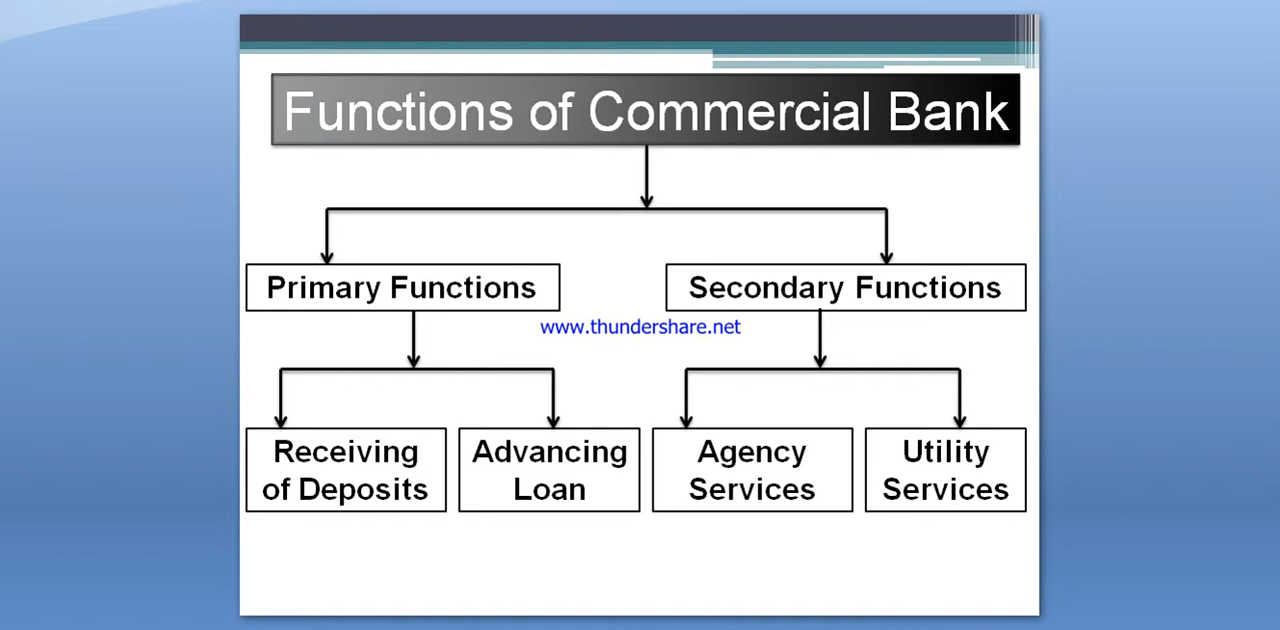 Functions of Commercial Bank
Primary Functions
Secondary Functions
www.thundershare.net
Receiving
of Deposits
Advancing
Loan
Agency
Services
Utility
Services